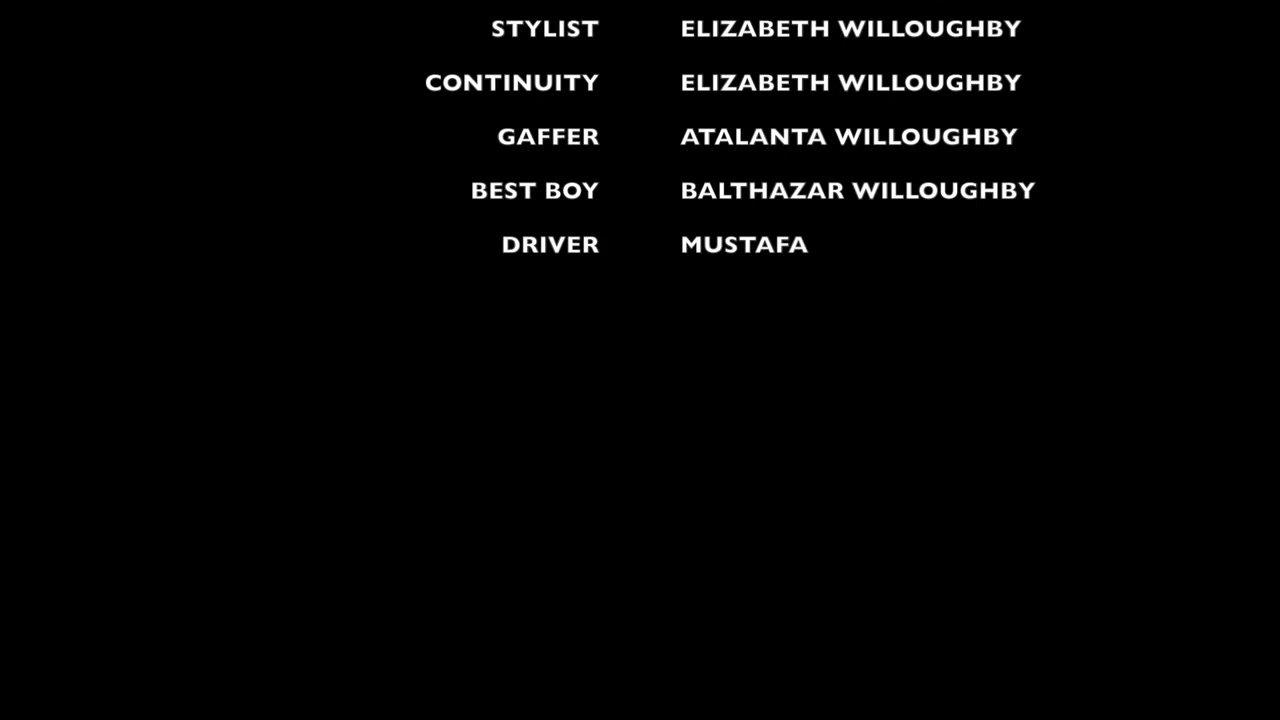 STYLIST ELIZABETH WILLOUGHBY
CONTINUITY ELIZABETH WILLOUGHBY
GAFFER ATALANTA WILLOUGHBY
BEST BOY BALTHAZAR WILLOUGHBY
DRIVER MUSTAFA